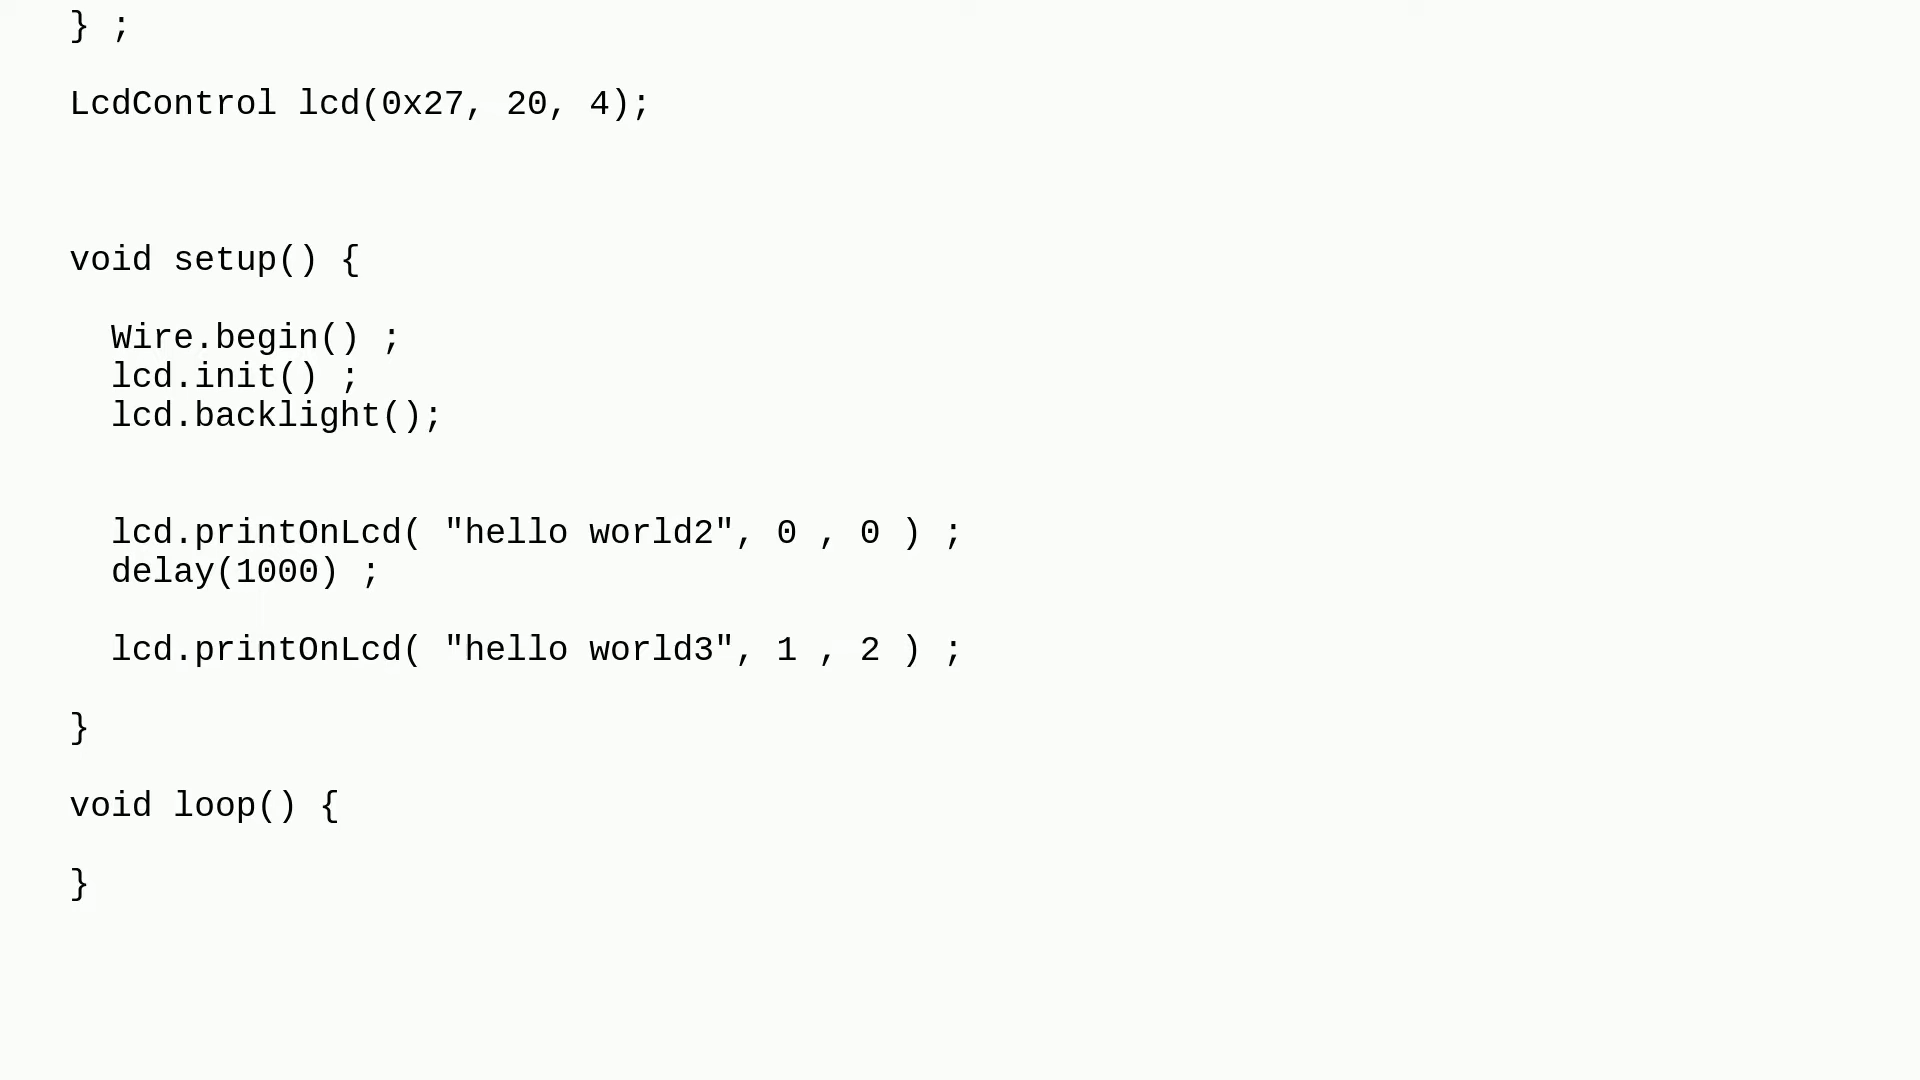 } ;
LcdControl lcd(0x27, 20, 4);
void setup() {
Wire.begin() ;
lcd.init() ;
lcd.backlight();
lcd.printOnLcd( "hello world2", 0 , 0 ) ;
delay(1000) ;
lcd.printOnLcd( "hello world3", 1 , 2 ) ;
}
void loop() {
}